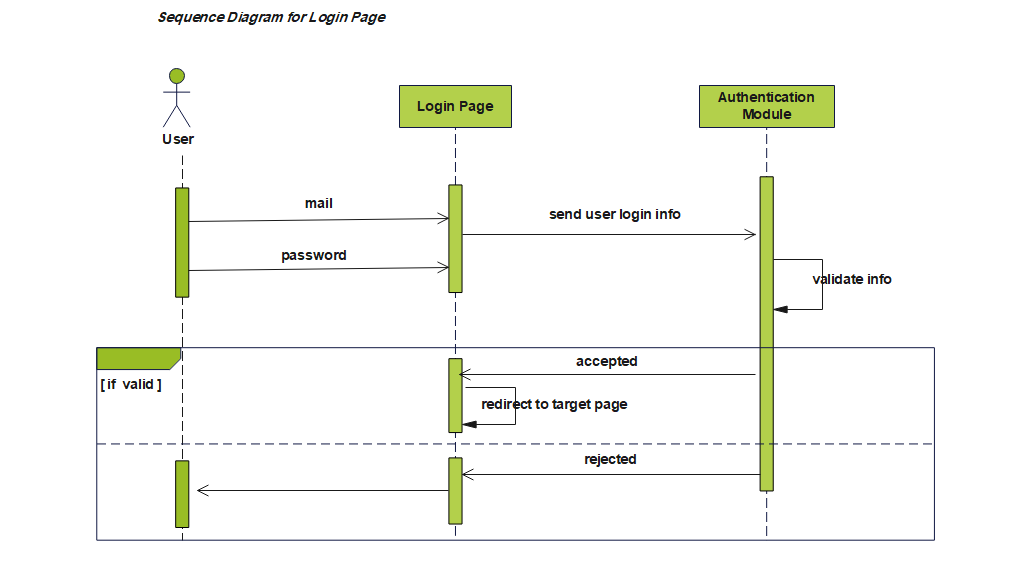 Sequence Diagram for Login Page
User
Login Page
Authentication
Module
mail
send user login info
password
validate info
accepted
[ if valid ]
redirect to target page
rejected